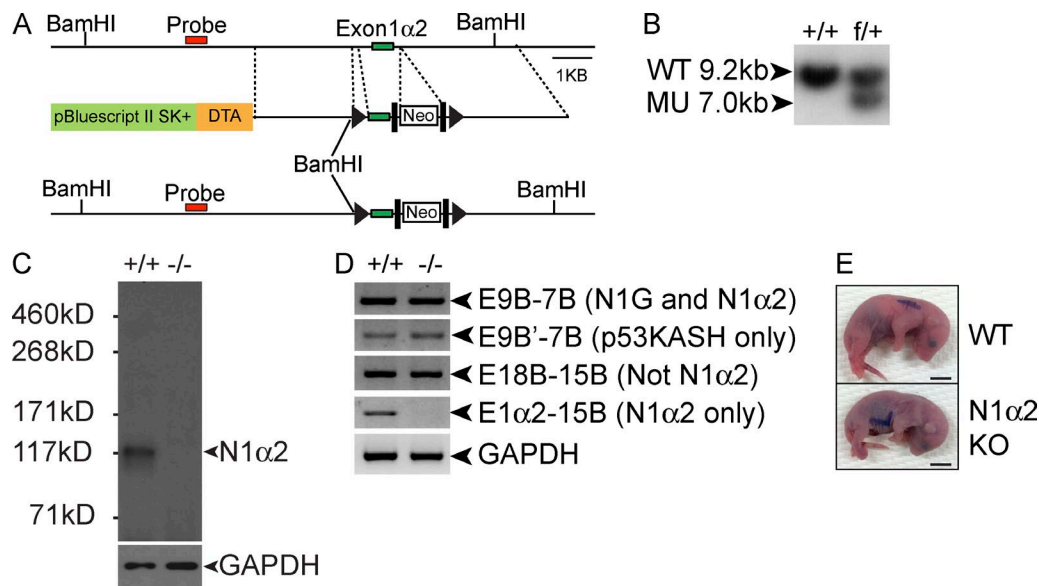 A
BamHI
Probe
Exon1α2
BamHI
1KB
pBluescript II SK+
DTA
Neo
BamHI
BamHI
Probe
BamHI
Neo
B
+/+ f/+
WT 9.2kb
MU 7.0kb
C
+/+ -/-
460kD
268kD
171kD
117kD
71kD
N1α2
GAPDH
D
+/+ -/-
E9B-7B (N1G and N1α2)
E9B'-7B (p53KASH only)
E18B-15B (Not N1α2)
E1α2-15B (N1α2 only)
GAPDH
E
WT
N1α2
KO